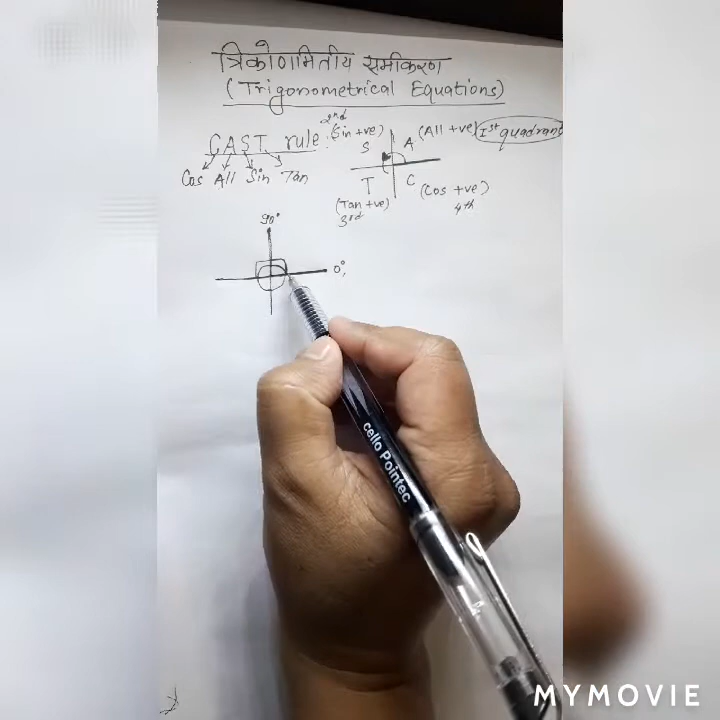 त्रिकोणमितीय समीकरण
(Trigonometrical Equations)
CAST rule:
Cos All Sin Tan
2nd (Sin +ve)
S
A (All +ve) Ist quadrant
T
(Tan +ve)
3rd
C (Cos +ve)
4th
90°
0°,
cello Pointec
MYMOVIE